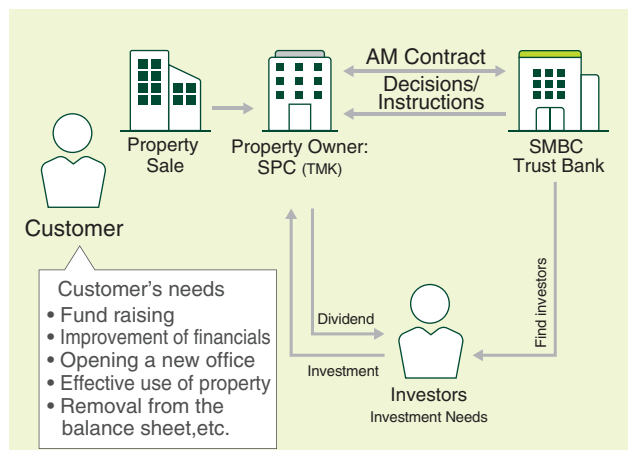 AM Contract
Decisions/
Instructions
Property
Sale
Property Owner:
SPC (TMK)
SMBC
Trust Bank
Customer
Customer's needs
• Fund raising
• Improvement of financials
• Opening a new office
• Effective use of property
• Removal from the
balance sheet,etc.
Dividend
Investment
Find investors
Investors
Investment Needs